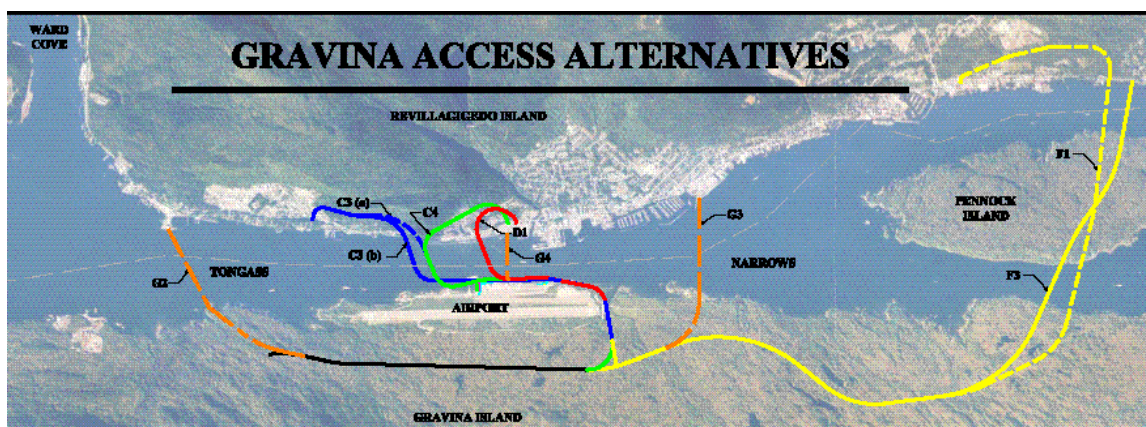 WARD
COVE
GRAVINA ACCESS ALTERNATIVES
REVILLAGIGEDO ISLAND
F1
C3 (a)
C4
PENNOCK
ISLAND
G3
D1
C3 (b)
G4
TONGASS
NARROWS
G2
F3
AIRPORT
GRAVINA ISLAND